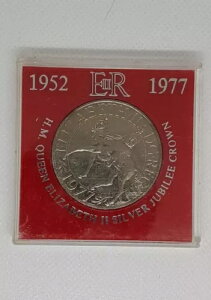 1952 EIIR 1977
H.M. QUEEN ELIZABETH II SILVER JUBILEE CROWN